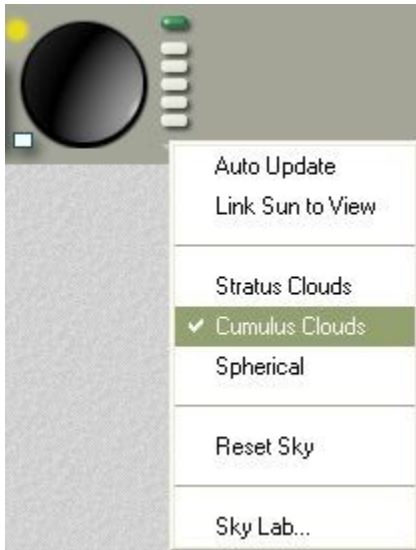 Auto Update
Link Sun to View
Stratus Clouds
Cumulus Clouds
Spherical
Reset Sky
Sky Lab...